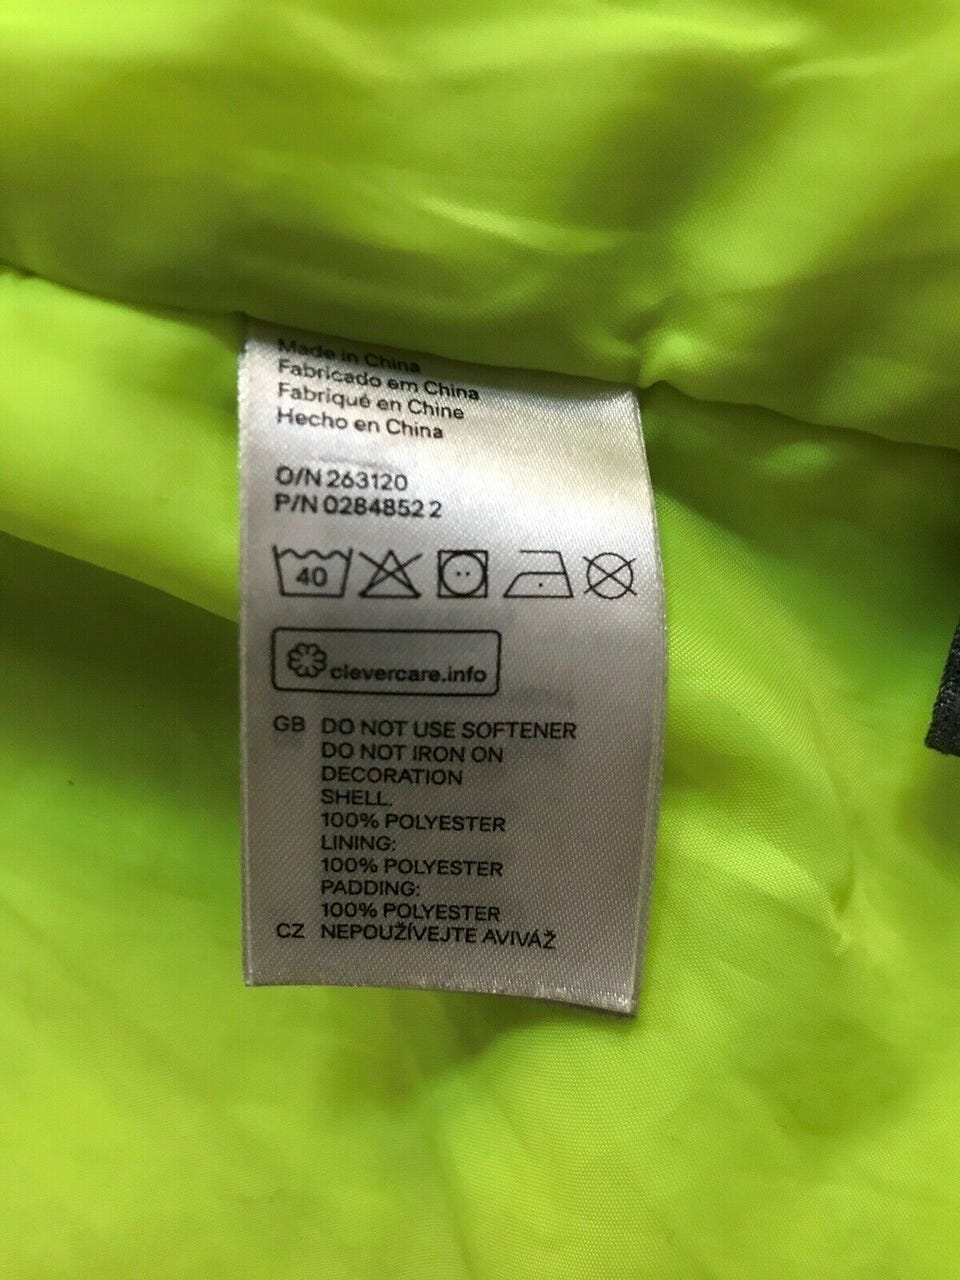 Made in China
Fabricado em China
Fabriqué en Chine
Hecho en China
O/N 263120
P/N 0284852 2
40
clevercare.info
GB DO NOT USE SOFTENER
DO NOT IRON ON
DECORATION
SHELL.
100% POLYESTER
LINING:
100% POLYESTER
PADDING:
100% POLYESTER
CZ NEPOUŽÍVEJTE AVIVÁŽ